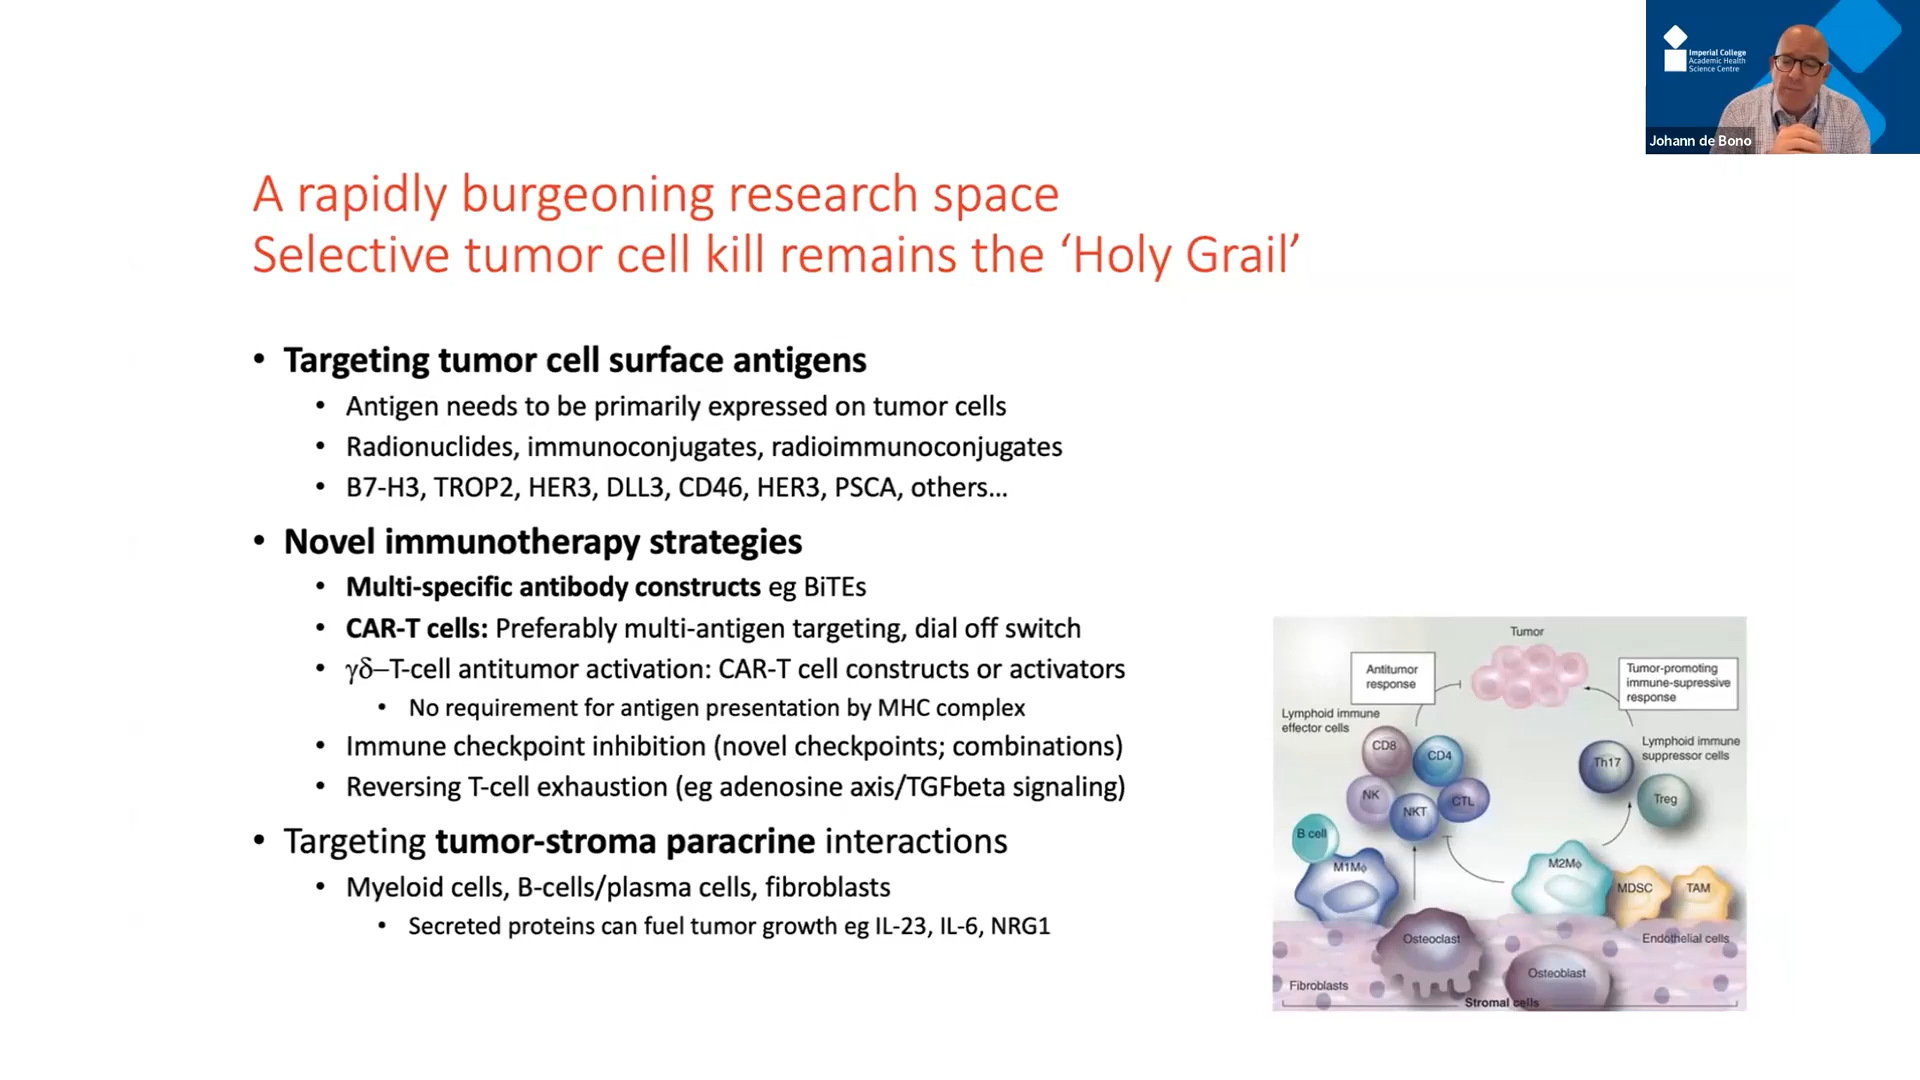 Imperial College
Academic Health
Science Centre
Johann de Bono
A rapidly burgeoning research space
Selective tumor cell kill remains the ‘Holy Grail’
• Targeting tumor cell surface antigens
• Antigen needs to be primarily expressed on tumor cells
• Radionuclides, immunoconjugates, radioimmunoconjugates
• B7-H3, TROP2, HER3, DLL3, CD46, HER3, PSCA, others...
• Novel immunotherapy strategies
• Multi-specific antibody constructs eg BiTEs
• CAR-T cells: Preferably multi-antigen targeting, dial off switch
• γδ–T-cell antitumor activation: CAR-T cell constructs or activators
• No requirement for antigen presentation by MHC complex
• Immune checkpoint inhibition (novel checkpoints; combinations)
• Reversing T-cell exhaustion (eg adenosine axis/TGFbeta signaling)
• Targeting tumor-stroma paracrine interactions
• Myeloid cells, B-cells/plasma cells, fibroblasts
• Secreted proteins can fuel tumor growth eg IL-23, IL-6, NRG1
Tumor
Antitumor
response
Tumor-promoting
immune-supressive
response
Lymphoid immune
effector cells
CD8
CD4
NK
NKT
CTL
Lymphoid immune
suppressor cells
Th17
Treg
B cell
M1Mϕ
M2Mϕ
MDSC
TAM
Osteoclast
Endothelial cells
Osteoblast
Fibroblasts
Stromal cells